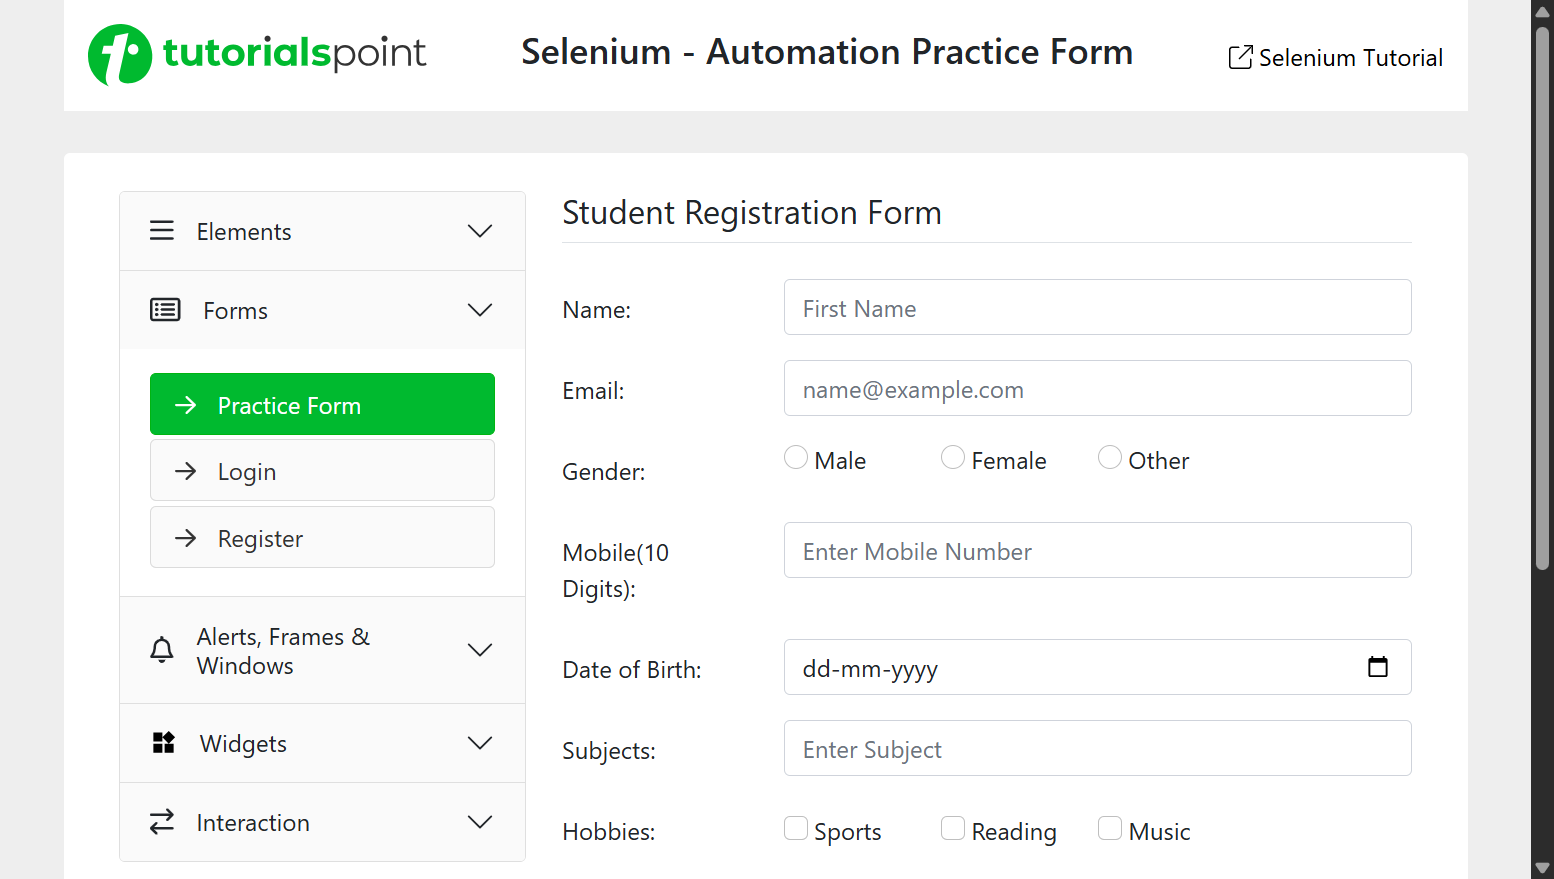 tutorialspoint
Selenium - Automation Practice Form
Selenium Tutorial
Elements
Forms
Practice Form
Login
Register
Alerts, Frames &
Windows
Widgets
Interaction
Student Registration Form
Name:
First Name
Email:
name@example.com
Gender:
Male
Female
Other
Mobile(10
Digits):
Enter Mobile Number
Date of Birth:
dd-mm-yyyy
Subjects:
Enter Subject
Hobbies:
Sports
Reading
Music